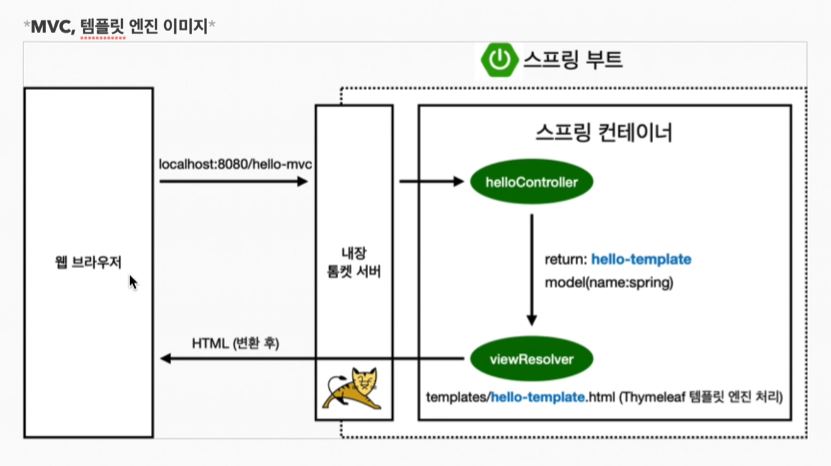 *MVC, 템플릿 엔진 이미지*
스프링 부트
스프링 컨테이너
localhost:8080/hello-mvc
helloController
웹 브라우저
내장
톰켓 서버
return: hello-template
model(name:spring)
HTML (변환 후)
viewResolver
templates/hello-template.html (Thymeleaf 템플릿 엔진 처리)